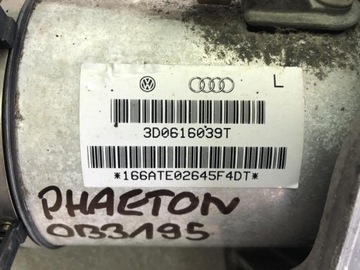 L
3D0616039T
*166ATE02645F4DT*
PHAETON
0B3195